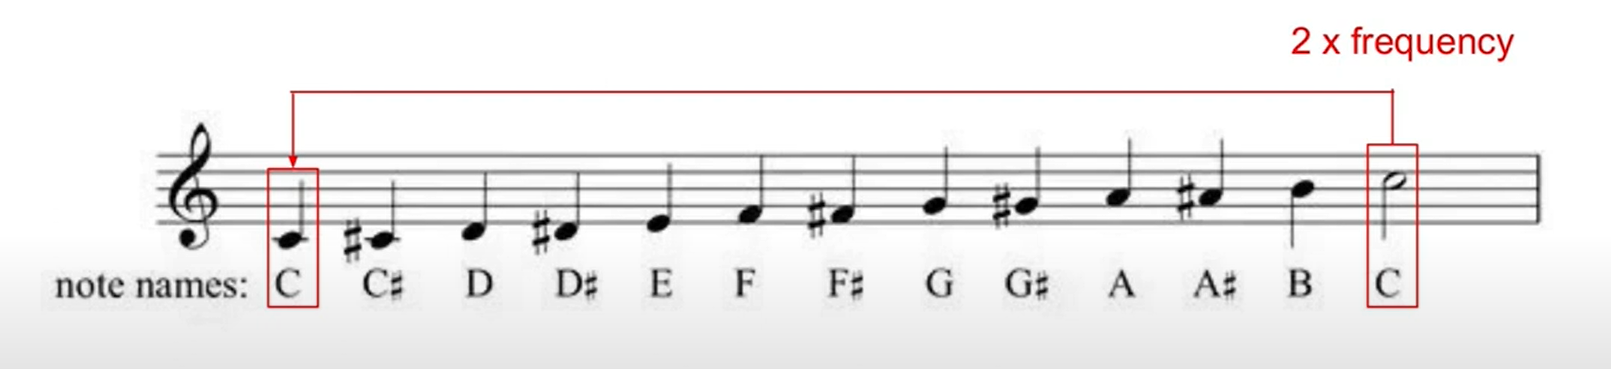 2 x frequency
note names: C C♯ D D♯ E F F♯ G G♯ A A♯ B C